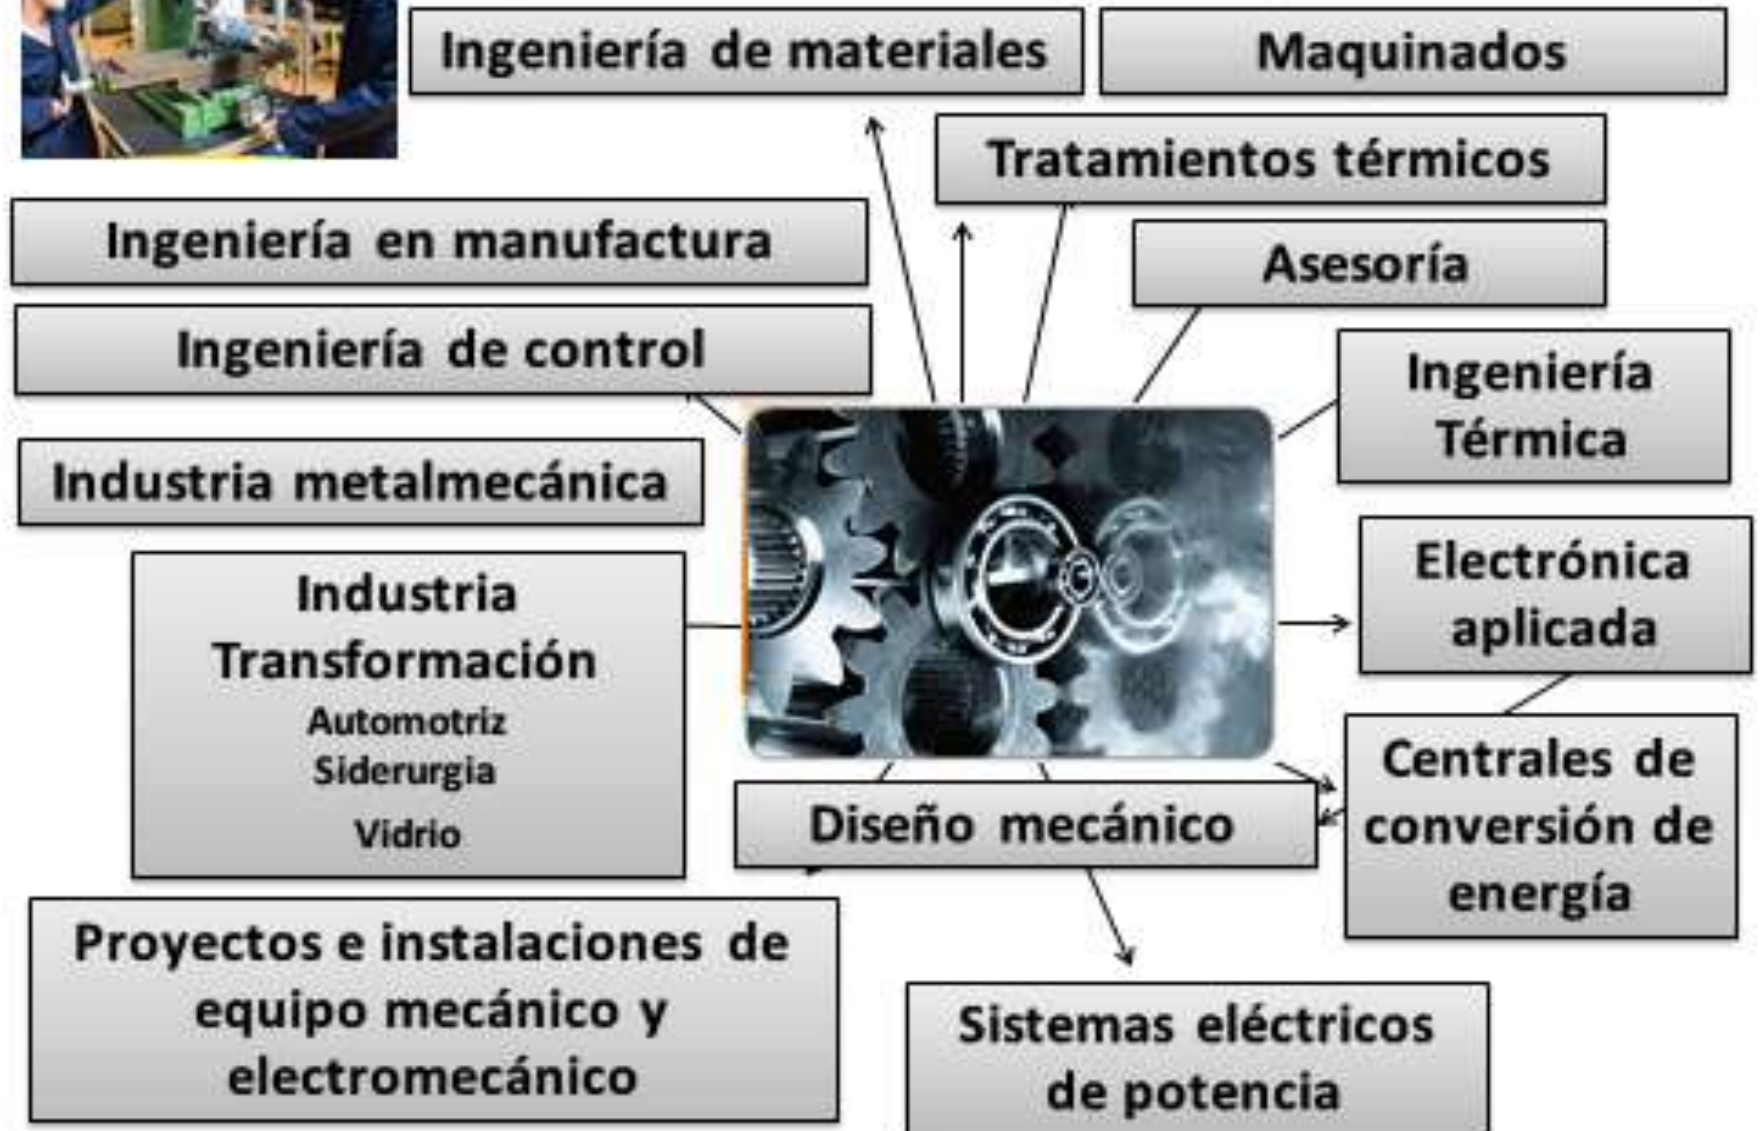 Ingeniería de materiales
Maquinados
Tratamientos térmicos
Ingeniería en manufactura
Asesoría
Ingeniería de control
Ingeniería
Térmica
Industria metalmecánica
Electrónica
aplicada
Industria
Transformación
Automotriz
Siderurgia
Vidrio
Centrales de
conversión de
energía
Diseño mecánico
Proyectos e instalaciones de
equipo mecánico y
electromecánico
Sistemas eléctricos
de potencia